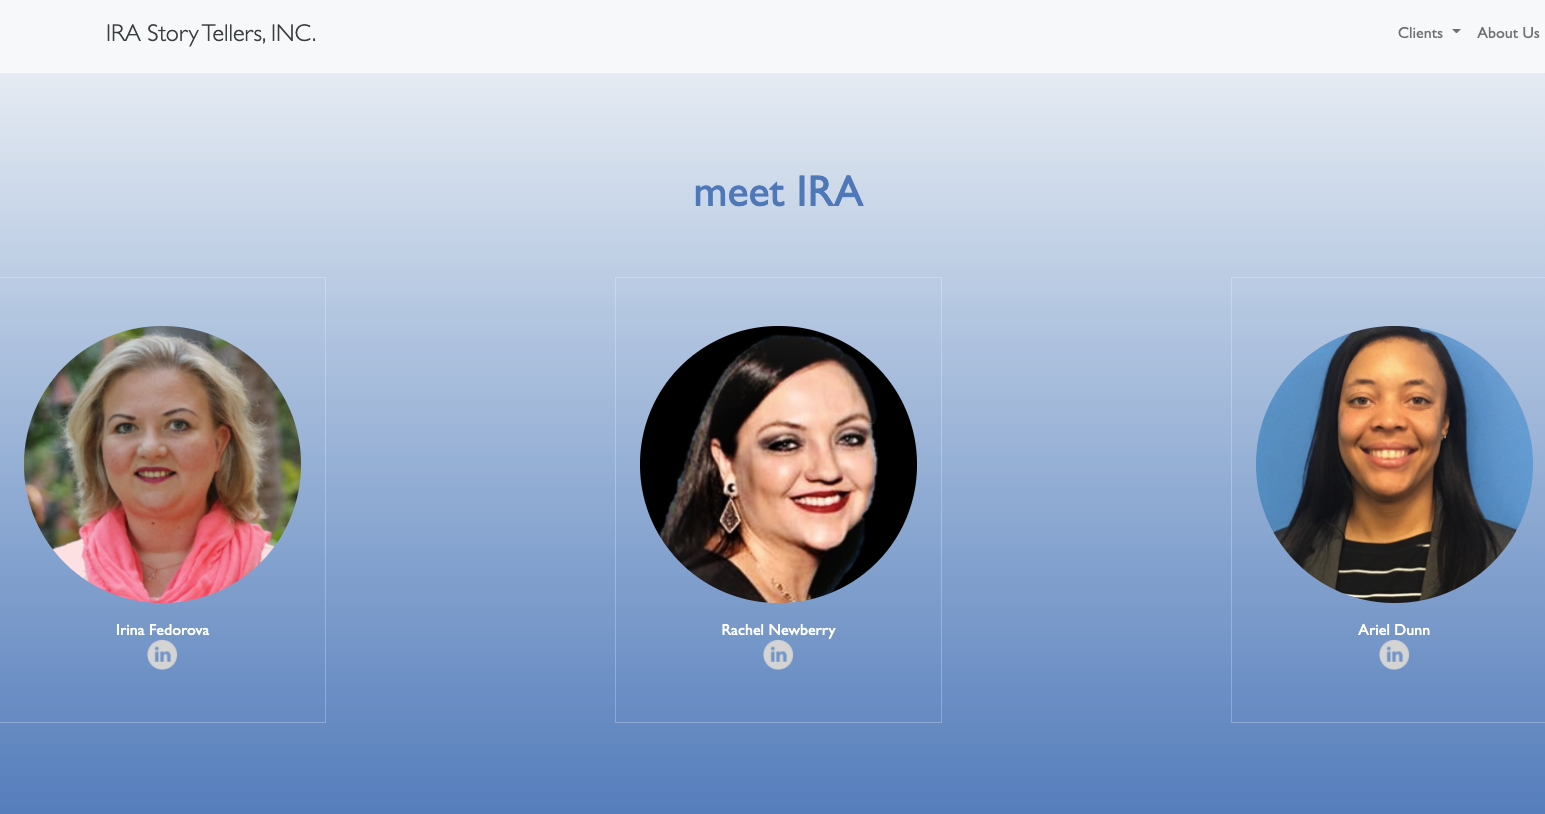 IRA Story Tellers, INC.
Clients
About Us
meet IRA
Irina Fedorova
in
Rachel Newberry
in
Ariel Dunn
in